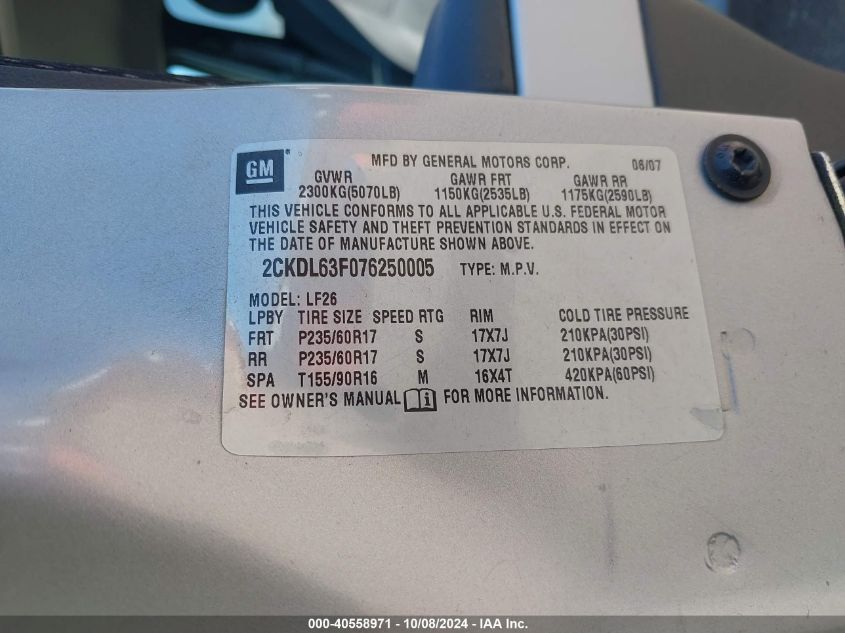 GM
MFD BY GENERAL MOTORS CORP. 06/07
GVWR GAWR FRT GAWR RR
2300KG(5070LB) 1150KG(2535LB) 1175KG(2590LB)
THIS VEHICLE CONFORMS TO ALL APPLICABLE U.S. FEDERAL MOTOR
VEHICLE SAFETY AND THEFT PREVENTION STANDARDS IN EFFECT ON
THE DATE OF MANUFACTURE SHOWN ABOVE.
2CKDL63F076250005 TYPE: M.P.V.
MODEL: LF26
LPBY TIRE SIZE SPEED RTG RIM COLD TIRE PRESSURE
FRT P235/60R17 S 17X7J 210KPA(30PSI)
RR P235/60R17 S 17X7J 210KPA(30PSI)
SPA T155/90R16 M 16X4T 420KPA(60PSI)
SEE OWNER'S MANUAL i FOR MORE INFORMATION.
000-40558971 - 10/08/2024 - IAA Inc.